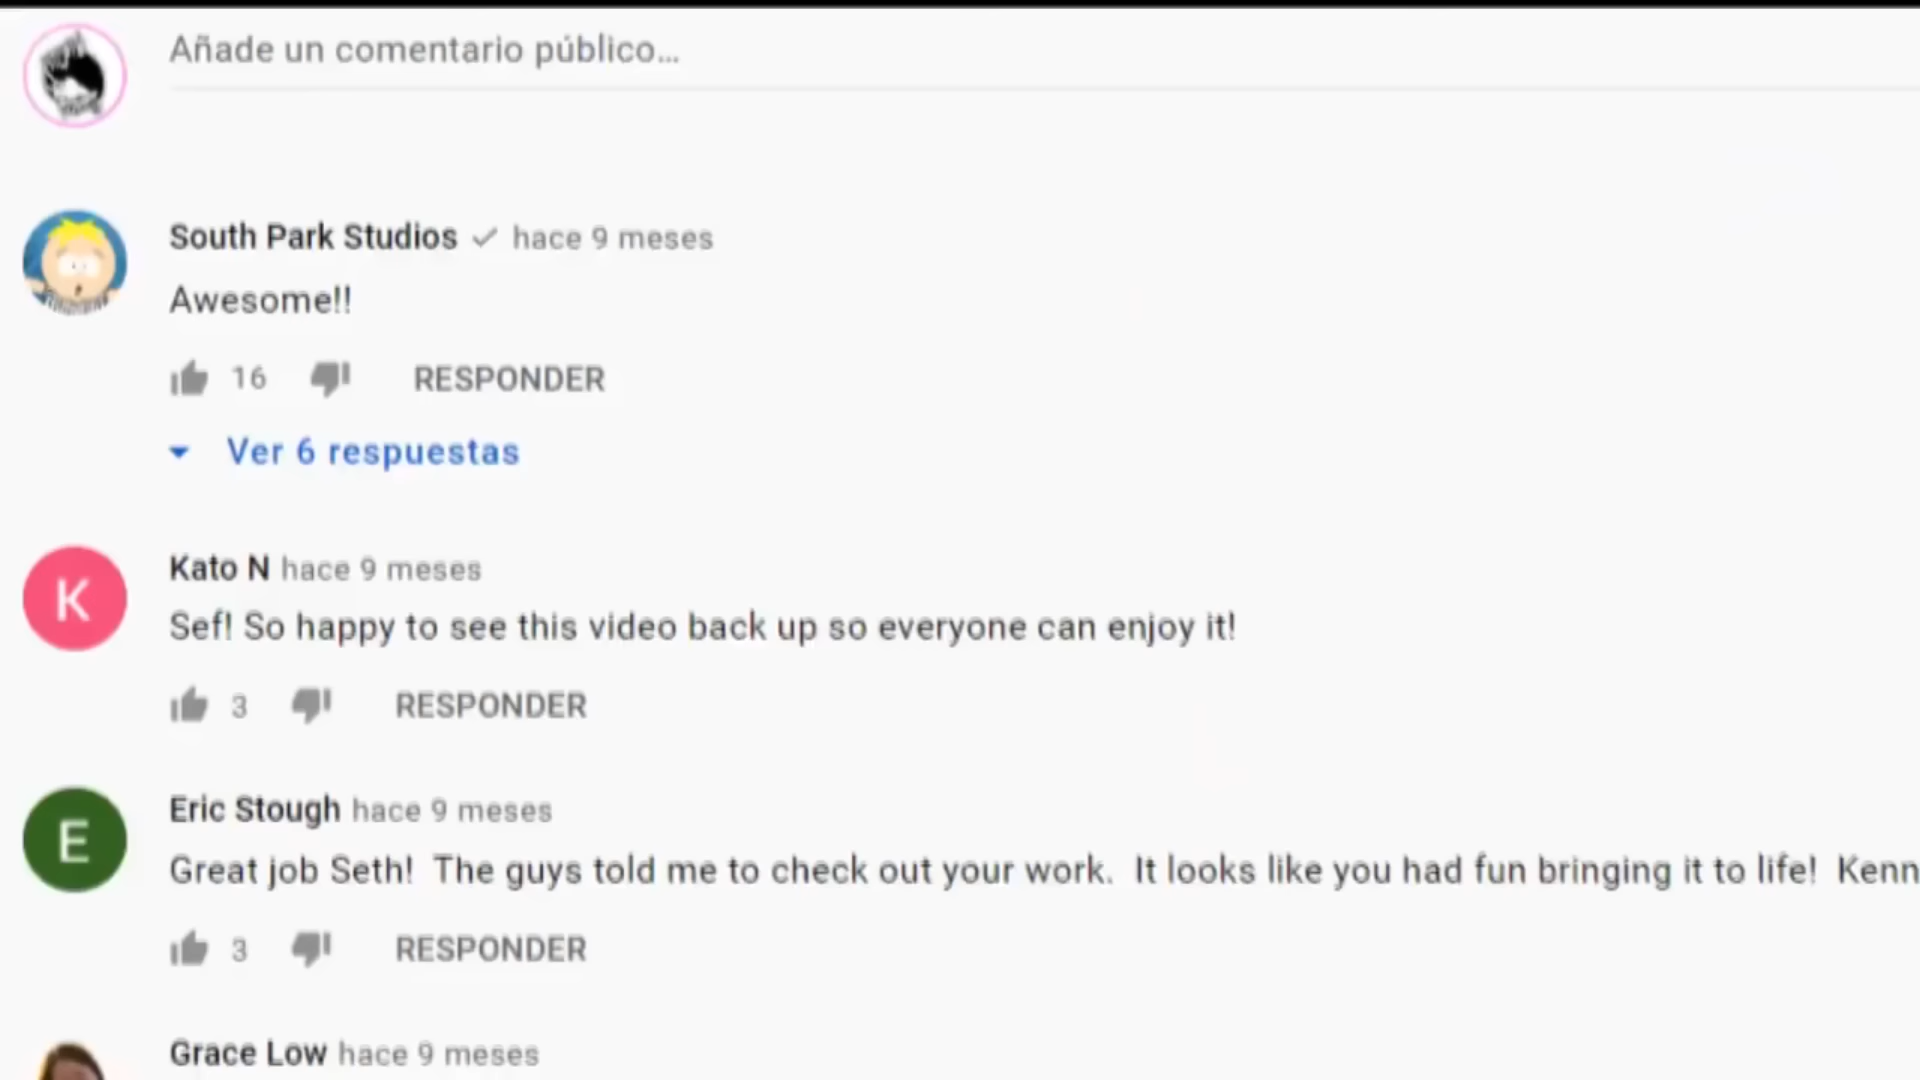 Añade un comentario público...
South Park Studios hace 9 meses
Awesome!!
16 RESPONDER
Ver 6 respuestas
K
Kato N hace 9 meses
Sef! So happy to see this video back up so everyone can enjoy it!
3 RESPONDER
E
Eric Stough hace 9 meses
Great job Seth!  The guys told me to check out your work.  It looks like you had fun bringing it to life!  Kenn
3 RESPONDER
Grace Low hace 9 meses